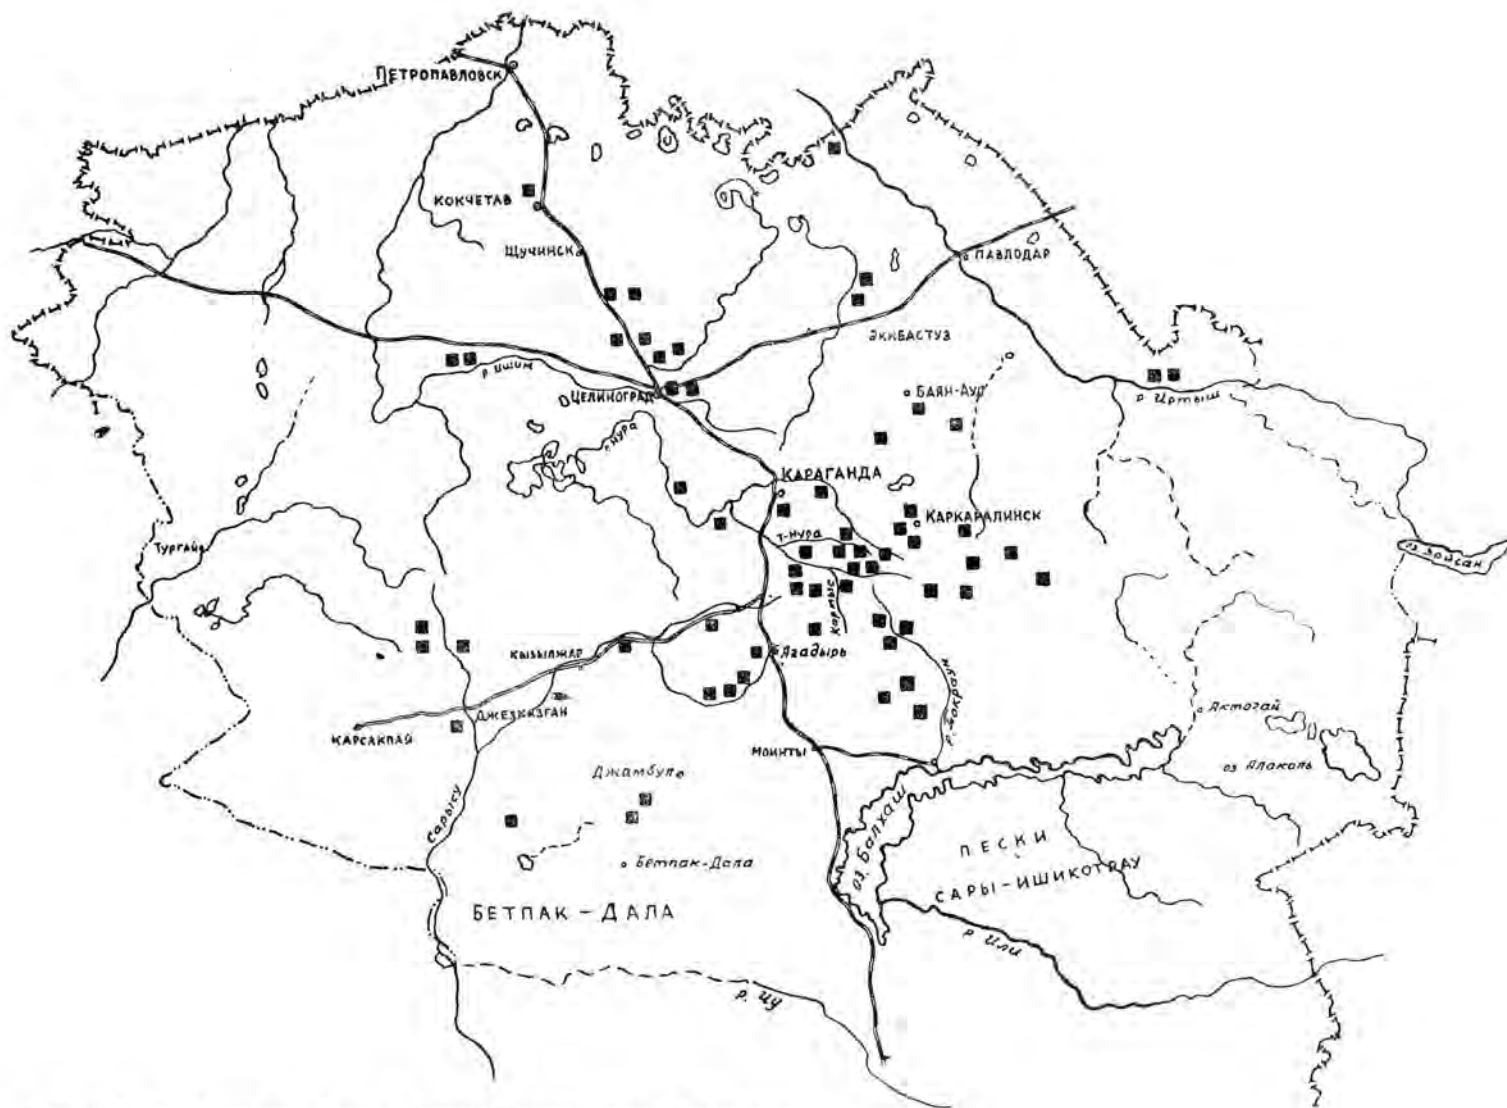 ПЕТРОПАВЛОВСК
КОКЧЕТАВ
ЩУЧИНСК
ПАВЛОДАР
ЭКИБАСТУЗ
р. Ишим
ЦЕЛИНОГРАД
БАЯН-АУЛ
р. Иртыш
р. НУРА
КАРАГАНДА
КАРКАРАЛИНСК
Т-НУРА
ТУРГАЙ
оз. Зайсан
Кармыс
КЫЗЫЛЖАР
Агадырь
р. Токрау
ДЖЕЗКАЗГАН
Актогай
КАРСАКПАЙ
МОИНТЫ
Джамбул
оз Алаколь
Сарысу
оз. Балхаш
ПЕСКИ
Бетпак-Дала
САРЫ-ИШИКОТРАУ
БЕТПАК-ДАЛА
р. Или
р. Чу